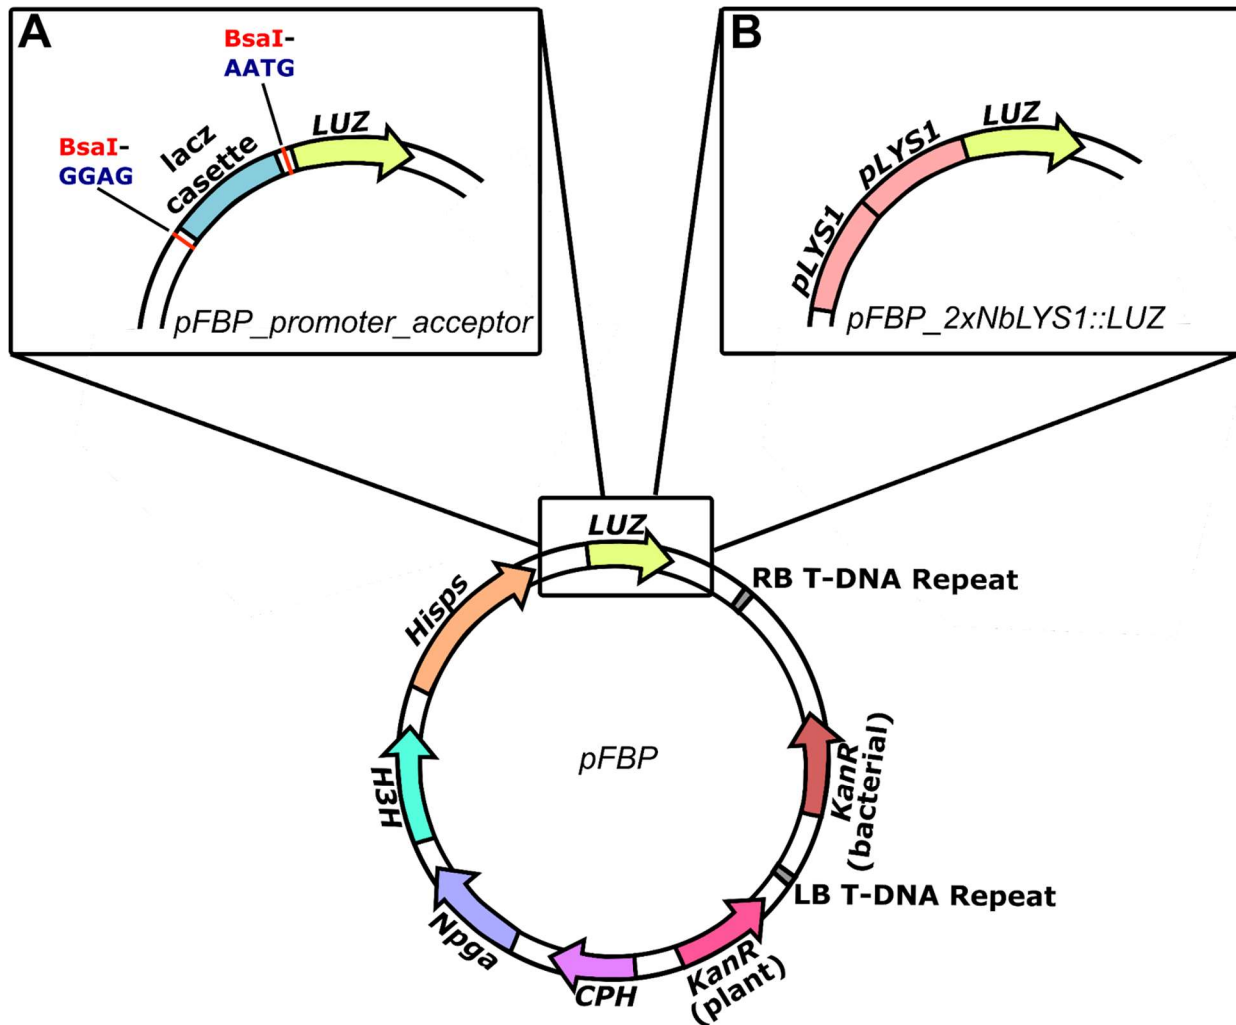 A
BsaI-
AATG
LUZ
lacz
casette
BsaI-
GGAG
pFBP_promoter_acceptor
B
LUZ
pLYS1
pLYS1
pFBP_2xNbLYS1::LUZ
LUZ
RB T-DNA Repeat
Hisps
pFBP
H3H
KanR
(bacterial)
LB T-DNA Repeat
Npga
CPH
KanR
(plant)